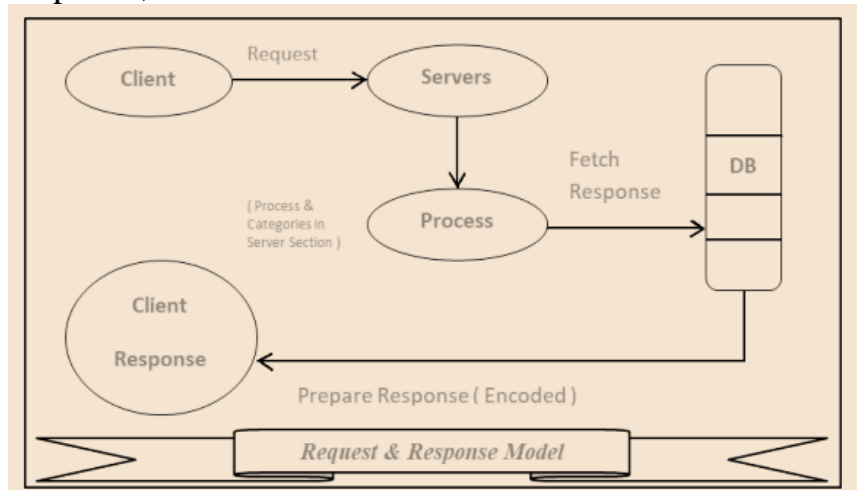 Request
Client
Servers
Fetch
Response
DB
( Process &
Categories in
Server Section )
Process
Client
Response
Prepare Response ( Encoded )
Request & Response Model